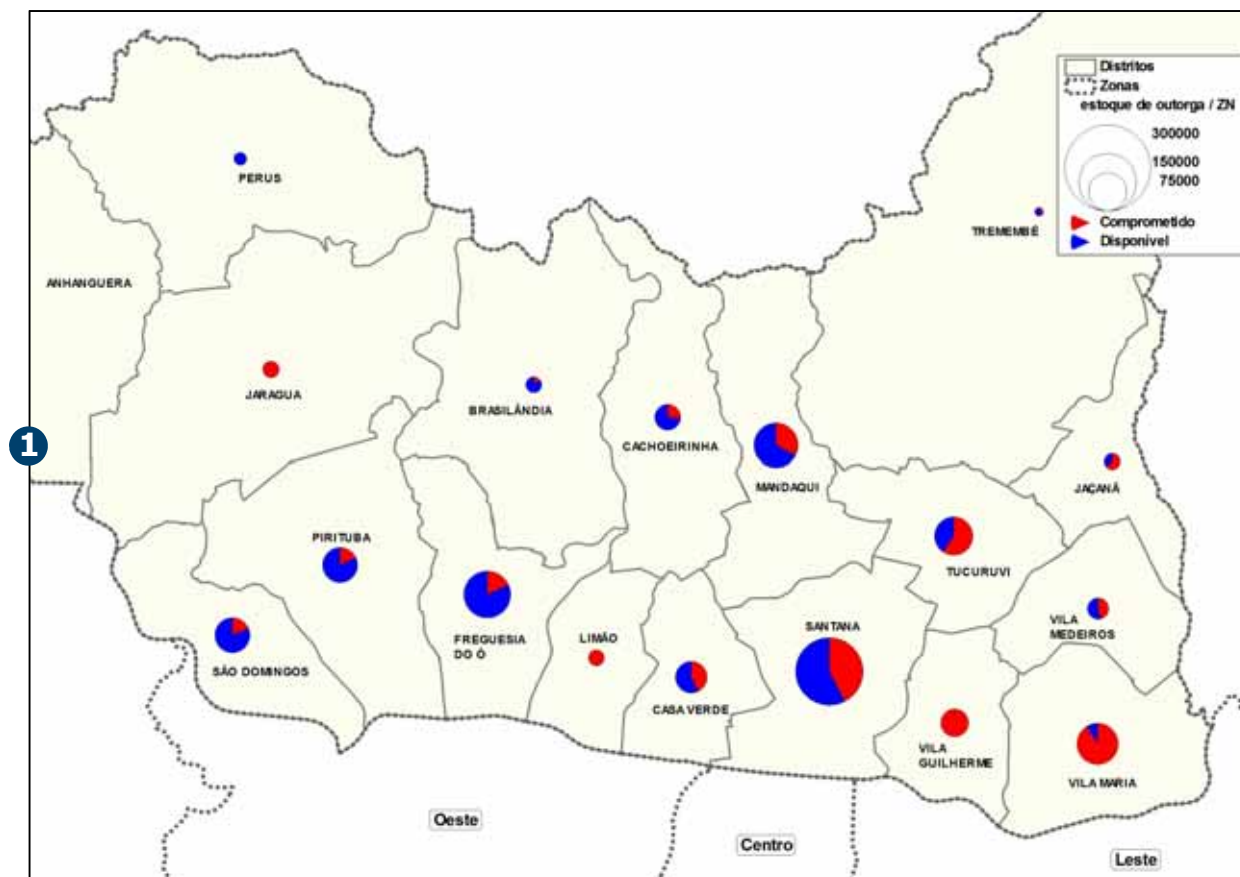 Distritos
Zonas
estoque de outorga / ZN
300000
150000
75000
Comprometido
Disponível
PERUS
TREMEMBÉ
ANHANGUERA
JARAGUA
BRASILÂNDIA
CACHOEIRINHA
1
MANDAQUI
JAÇANÃ
PIRITUBA
TUCURUVI
SANTANA
VILA
MEDEIROS
FREGUESIA
DO Ó
LIMÃO
SÃO DOMINGOS
CASA VERDE
VILA
GUILHERME
VILA MARIA
Oeste
Centro
Leste